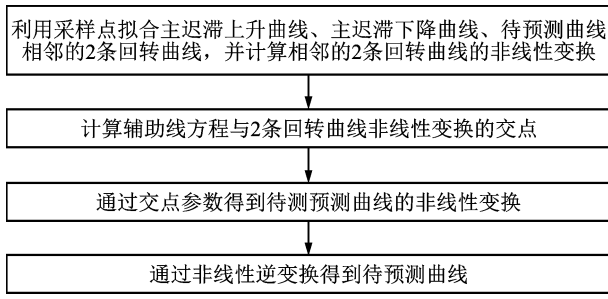 利用采样点拟合主迟滞上升曲线、主迟滞下降曲线、待预测曲线
相邻的2条回转曲线，并计算相邻的2条回转曲线的非线性变换
计算辅助线方程与2条回转曲线非线性变换的交点
通过交点参数得到待测预测曲线的非线性变换
通过非线性逆变换得到待预测曲线